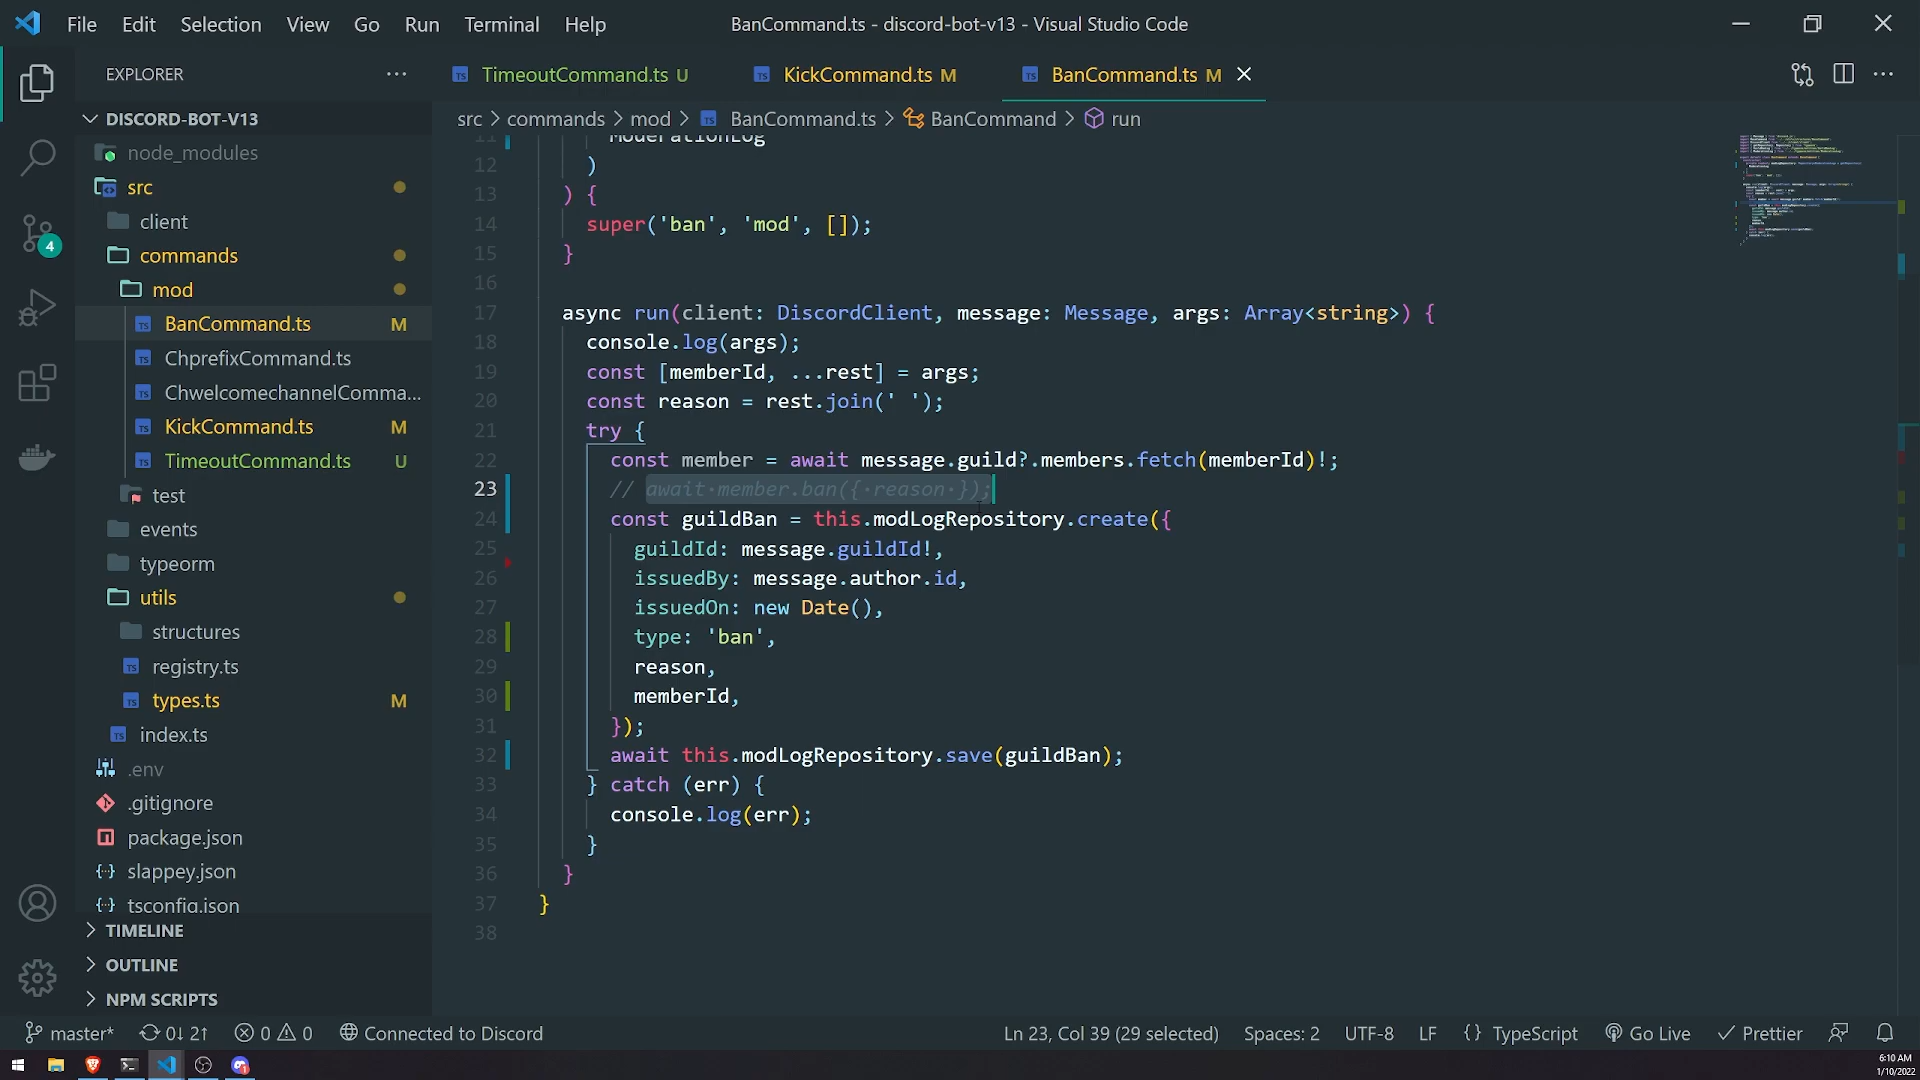 File Edit Selection View Go Run Terminal Help
BanCommand.ts - discord-bot-v13 - Visual Studio Code
EXPLORER
TimeoutCommand.ts U
KickCommand.ts M
BanCommand.ts M
DISCORD-BOT-V13
src > commands > mod > BanCommand.ts > BanCommand > run
node_modules
src
client
commands
mod
BanCommand.ts M
ChprefixCommand.ts
ChwelcomechannelComma...
KickCommand.ts M
TimeoutCommand.ts U
test
events
typeorm
utils
structures
registry.ts
types.ts M
index.ts
.env
.gitignore
package.json
slappey.json
tsconfig.json
TIMELINE
OUTLINE
NPM SCRIPTS
4
11 ModerationLog
12 )
13 ) {
14 super('ban', 'mod', []);
15 }
16
17 async run(client: DiscordClient, message: Message, args: Array<string>) {
18 console.log(args);
19 const [memberId, ...rest] = args;
20 const reason = rest.join(' ');
21 try {
22 const member = await message.guild?.members.fetch(memberId)!;
23 // await·member.ban({·reason·});
24 const guildBan = this.modLogRepository.create({
25 guildId: message.guildId!,
26 issuedBy: message.author.id,
27 issuedOn: new Date(),
28 type: 'ban',
29 reason,
30 memberId,
31 });
32 await this.modLogRepository.save(guildBan);
33 } catch (err) {
34 console.log(err);
35 }
36 }
37 }
38
master* 0↓ 2↑ 0 0 Connected to Discord
Ln 23, Col 39 (29 selected) Spaces: 2 UTF-8 LF {} TypeScript Go Live Prettier
6:10 AM
1/10/2022